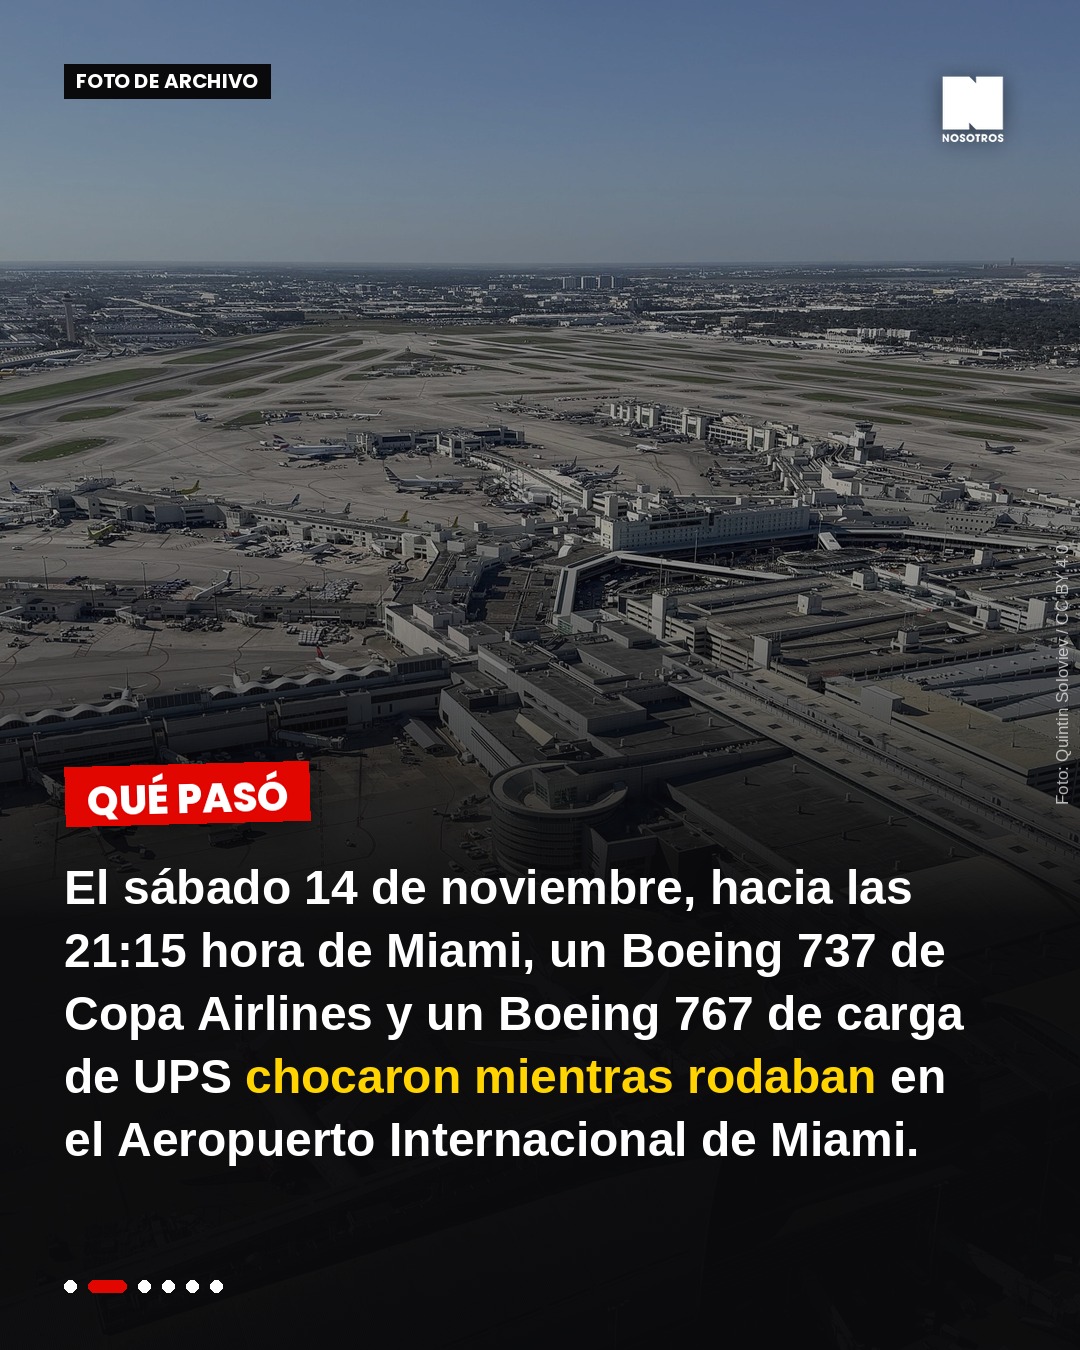 FOTO DE ARCHIVO
N
NOSOTROS
Foto: Quintin Soloviev / CC BY 4.0
QUÉ PASÓ
El sábado 14 de noviembre, hacia las
21:15 hora de Miami, un Boeing 737 de
Copa Airlines y un Boeing 767 de carga
de UPS chocaron mientras rodaban en
el Aeropuerto Internacional de Miami.